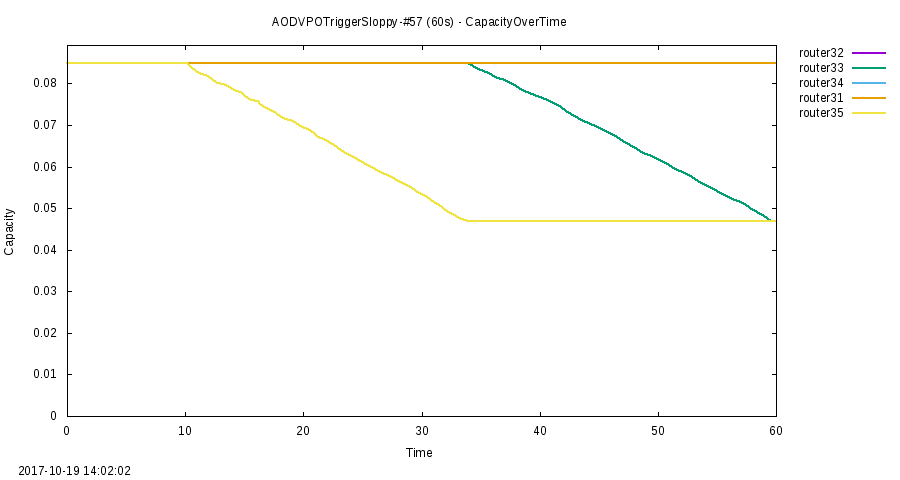 AODVPOTriggerSloppy-#57 (60s) - CapacityOverTime
router32
router33
router34
router31
router35
0.08
0.07
0.06
0.05
0.04
0.03
0.02
0.01
0
Capacity
0 10 20 30 40 50 60
Time
2017-10-19 14:02:02